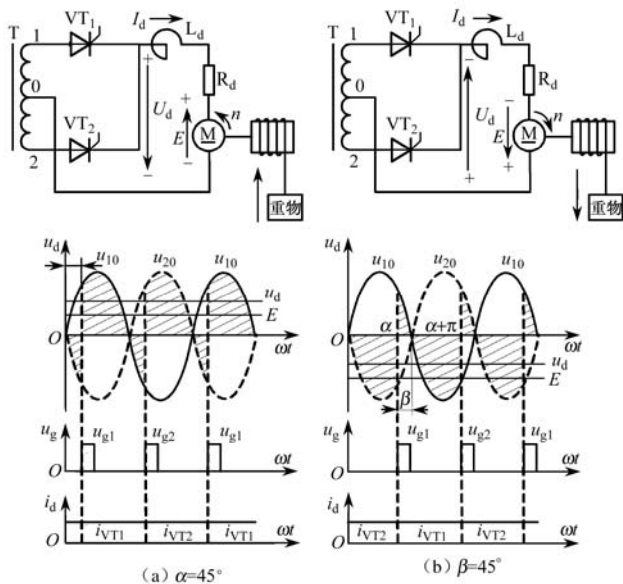 T
1
0
2
VT1
VT2
Id
Ld
Rd
+
−
Ud
+
E
−
n
M
重物
T
1
0
2
VT1
VT2
Id
Ld
Rd
−
+
Ud
−
E
+
n
M
重物
ud
u10
u20
u10
ud
E
O
ωt
ug
ug1
ug2
ug1
O
ωt
id
iVT1
iVT2
iVT1
O
ωt
(a) α=45°
ud
u10
u20
u10
O
α
α+π
ωt
ud
E
β
ug
ug1
ug2
ug1
O
ωt
id
iVT2
iVT1
iVT2
O
ωt
(b) β=45°